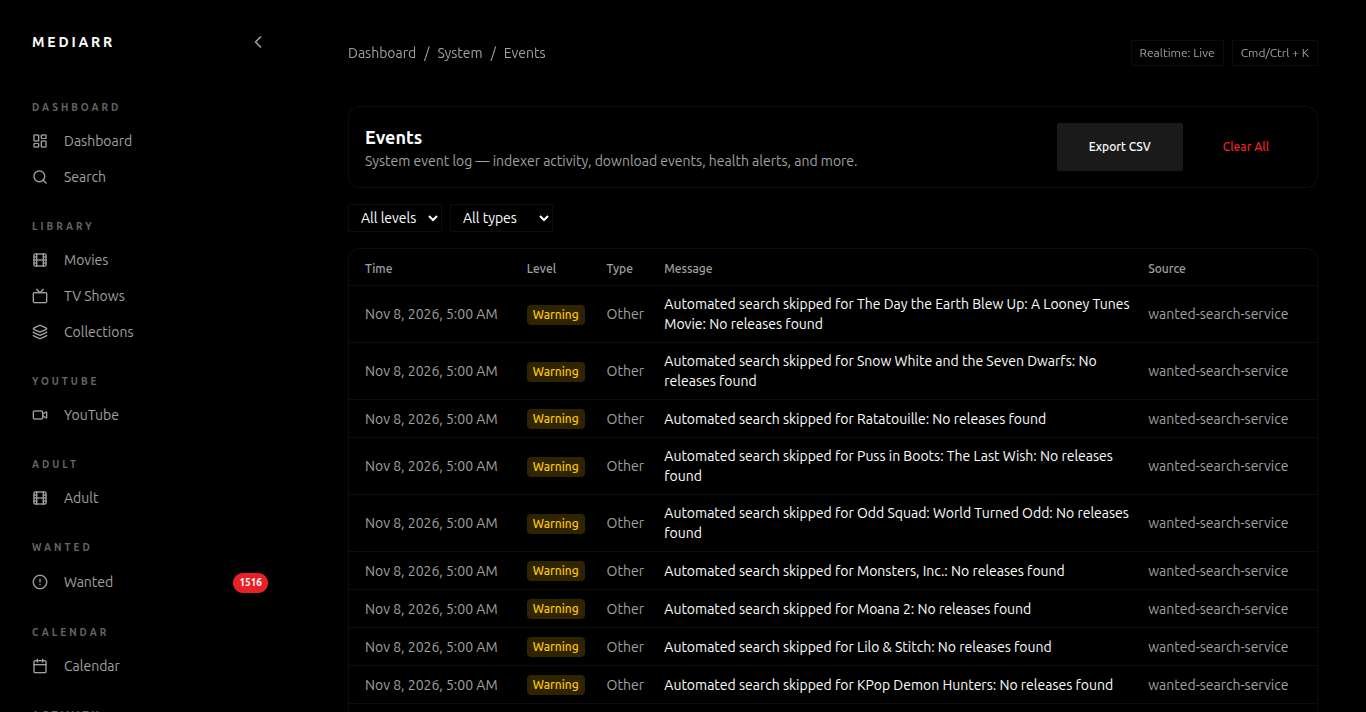 MEDIARR
DASHBOARD
Dashboard
Search
LIBRARY
Movies
TV Shows
Collections
YOUTUBE
YouTube
ADULT
Adult
WANTED
Wanted 1516
CALENDAR
Calendar
Dashboard / System / Events
Realtime: Live
Cmd/Ctrl + K
Events
System event log — indexer activity, download events, health alerts, and more.
Export CSV
Clear All
All levels
All types
Time Level Type Message Source
Nov 8, 2026, 5:00 AM Warning Other Automated search skipped for The Day the Earth Blew Up: A Looney Tunes
Movie: No releases found wanted-search-service
Nov 8, 2026, 5:00 AM Warning Other Automated search skipped for Snow White and the Seven Dwarfs: No
releases found wanted-search-service
Nov 8, 2026, 5:00 AM Warning Other Automated search skipped for Ratatouille: No releases found wanted-search-service
Nov 8, 2026, 5:00 AM Warning Other Automated search skipped for Puss in Boots: The Last Wish: No releases
found wanted-search-service
Nov 8, 2026, 5:00 AM Warning Other Automated search skipped for Odd Squad: World Turned Odd: No releases
found wanted-search-service
Nov 8, 2026, 5:00 AM Warning Other Automated search skipped for Monsters, Inc.: No releases found wanted-search-service
Nov 8, 2026, 5:00 AM Warning Other Automated search skipped for Moana 2: No releases found wanted-search-service
Nov 8, 2026, 5:00 AM Warning Other Automated search skipped for Lilo & Stitch: No releases found wanted-search-service
Nov 8, 2026, 5:00 AM Warning Other Automated search skipped for KPop Demon Hunters: No releases found wanted-search-service